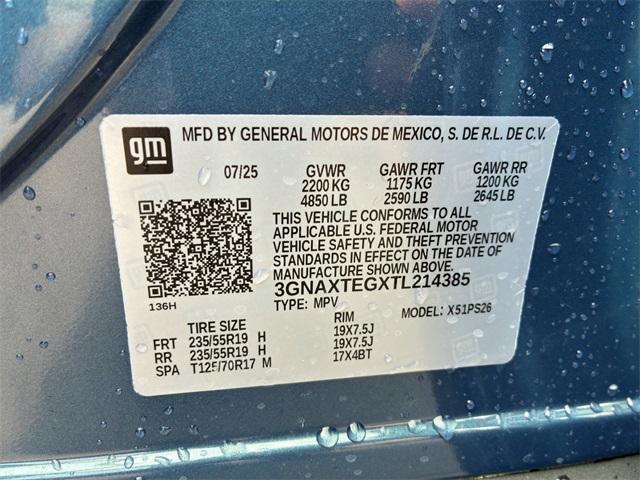 gm
MFD BY GENERAL MOTORS DE MEXICO, S. DE R.L. DE C.V.
07/25 GVWR GAWR FRT GAWR RR
2200 KG 1175 KG 1200 KG
4850 LB 2590 LB 2645 LB
THIS VEHICLE CONFORMS TO ALL
APPLICABLE U.S. FEDERAL MOTOR
VEHICLE SAFETY AND THEFT PREVENTION
STANDARDS IN EFFECT ON THE DATE OF
MANUFACTURE SHOWN ABOVE.
3GNAXTEGXTL214385
136H
TYPE: MPV MODEL: X51PS26
TIRE SIZE RIM
FRT 235/55R19 H 19X7.5J
RR 235/55R19 H 19X7.5J
SPA T125/70R17 M 17X4BT